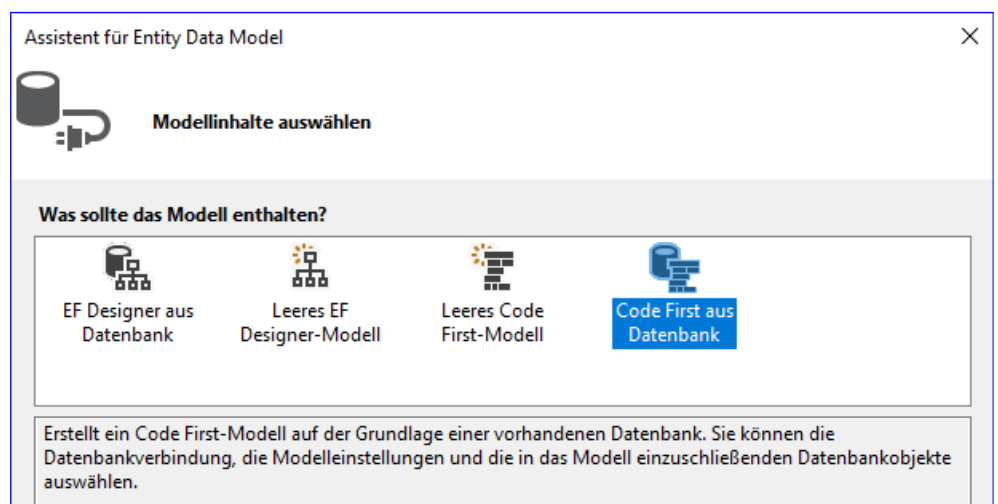 Assistent für Entity Data Model
Modellinhalte auswählen
Was sollte das Modell enthalten?
EF Designer aus
Datenbank
Leeres EF
Designer-Modell
Leeres Code
First-Modell
Code First aus
Datenbank
Erstellt ein Code First-Modell auf der Grundlage einer vorhandenen Datenbank. Sie können die
Datenbankverbindung, die Modelleinstellungen und die in das Modell einzuschließenden Datenbankobjekte
auswählen.